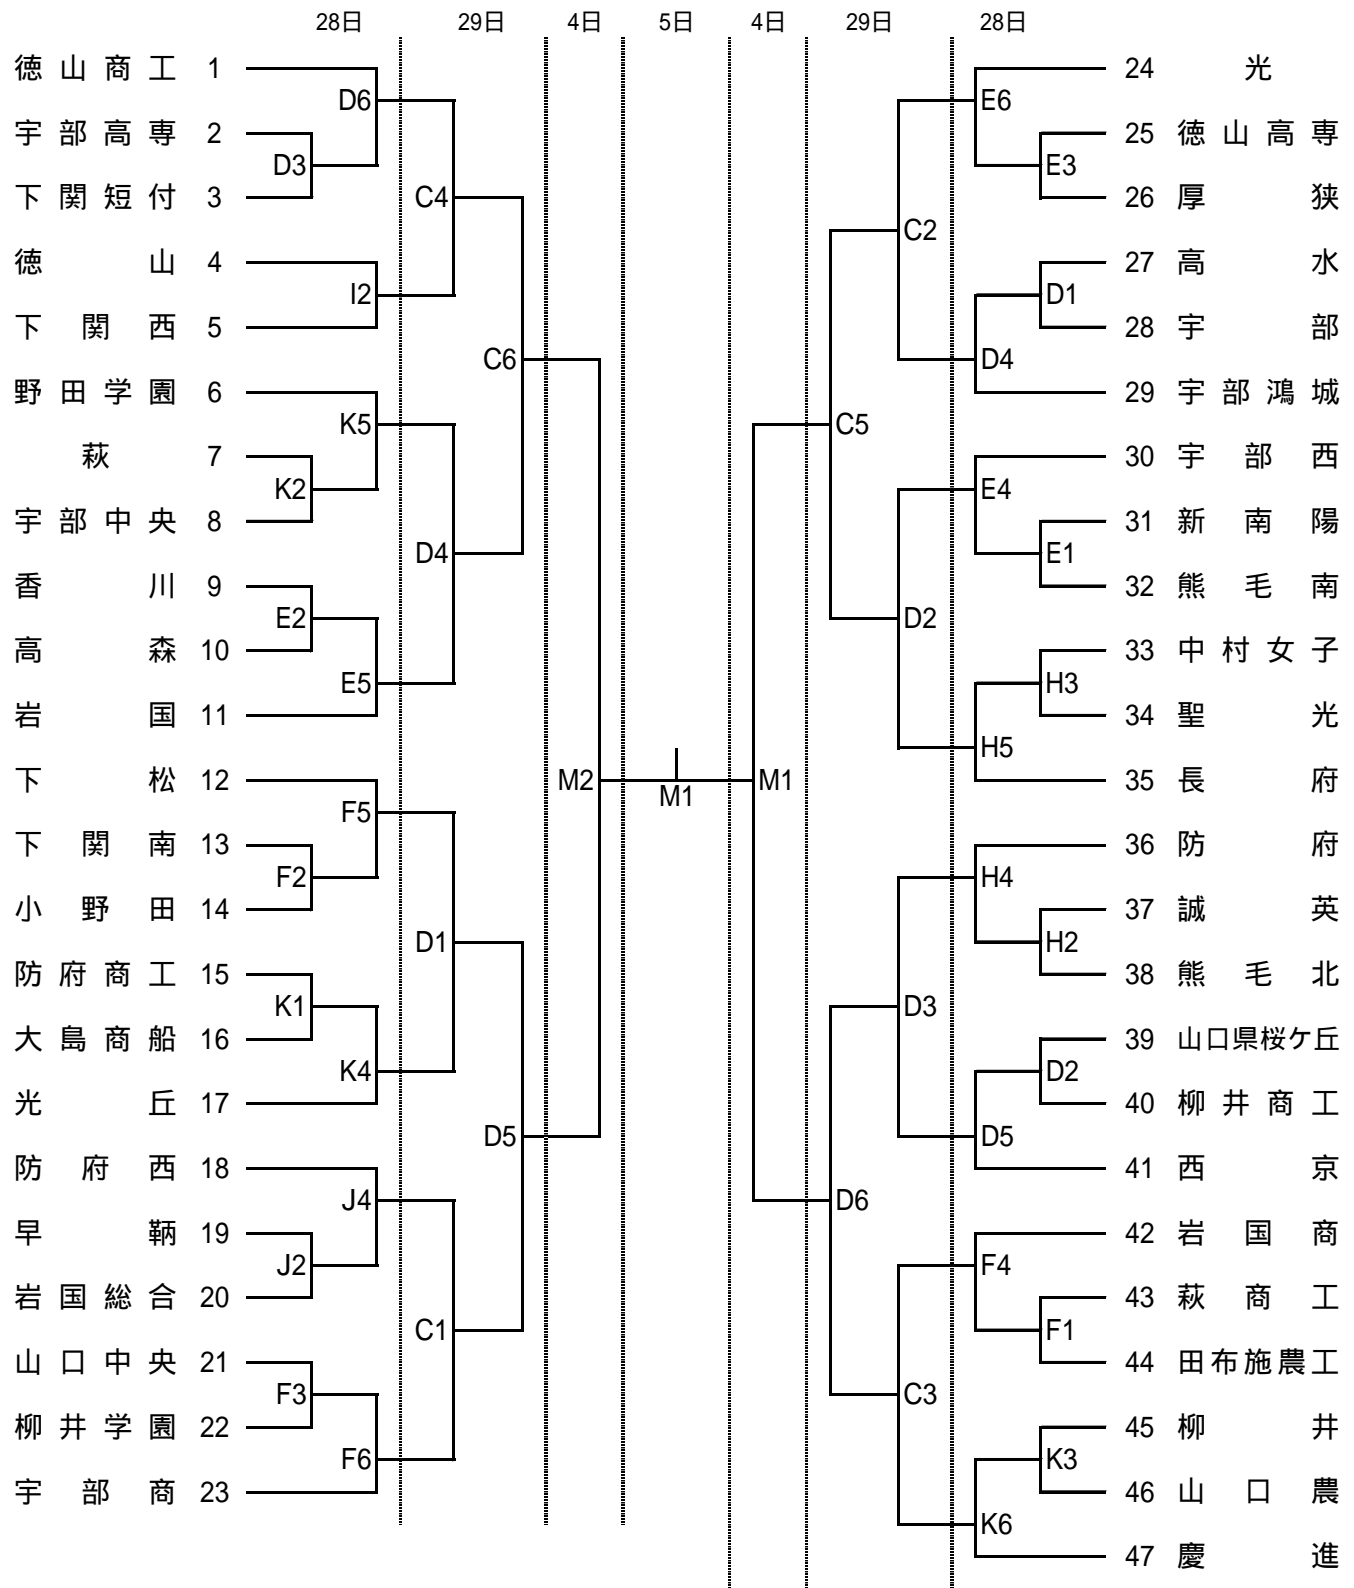 28日 29日 4日 5日 4日 29日 28日
徳山商工 1 24 光
D6 E6
宇部高専 2 25 徳山高専
D3 E3
下関短付 3 C4 26 厚狭
C2
徳山 4 27 高水
I2 D1
下関西 5 28 宇部
C6 D4
野田学園 6 29 宇部鴻城
K5 C5
萩 7 30 宇部西
K2 E4
宇部中央 8 31 新南陽
D4 E1
香川 9 32 熊毛南
E2 D2
高森 10 33 中村女子
E5 H3
岩国 11 34 聖光
H5
下松 12 M2 M1 M1 35 長府
F5
下関南 13 36 防府
F2 H4
小野田 14 37 誠英
D1 H2
防府商工 15 38 熊毛北
K1 D3
大島商船 16 39 山口県桜ケ丘
K4 D2
光丘 17 40 柳井商工
D5 D5
防府西 18 41 西京
J4 D6
早鞆 19 42 岩国商
J2 F4
岩国総合 20 43 萩商工
C1 F1
山口中央 21 44 田布施農工
F3 C3
柳井学園 22 45 柳井
F6 K3
宇部商 23 46 山口農
K6
47 慶進